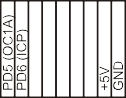 PD5 (OC1A)
PD6 (ICP)
+5V
GND